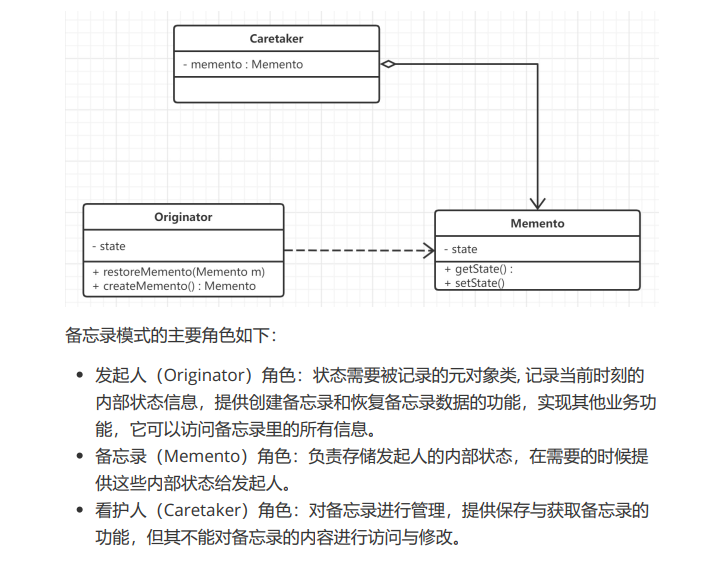 Caretaker
- memento : Memento
Originator
- state
+ restoreMemento(Memento m)
+ createMemento() : Memento
Memento
- state
+ getState() :
+ setState()
备忘录模式的主要角色如下：
• 发起人（Originator）角色：状态需要被记录的元对象类, 记录当前时刻的
内部状态信息，提供创建备忘录和恢复备忘录数据的功能，实现其他业务功
能，它可以访问备忘录里的所有信息。
• 备忘录（Memento）角色：负责存储发起人的内部状态，在需要的时候提
供这些内部状态给发起人。
• 看护人（Caretaker）角色：对备忘录进行管理，提供保存与获取备忘录的
功能，但其不能对备忘录的内容进行访问与修改。